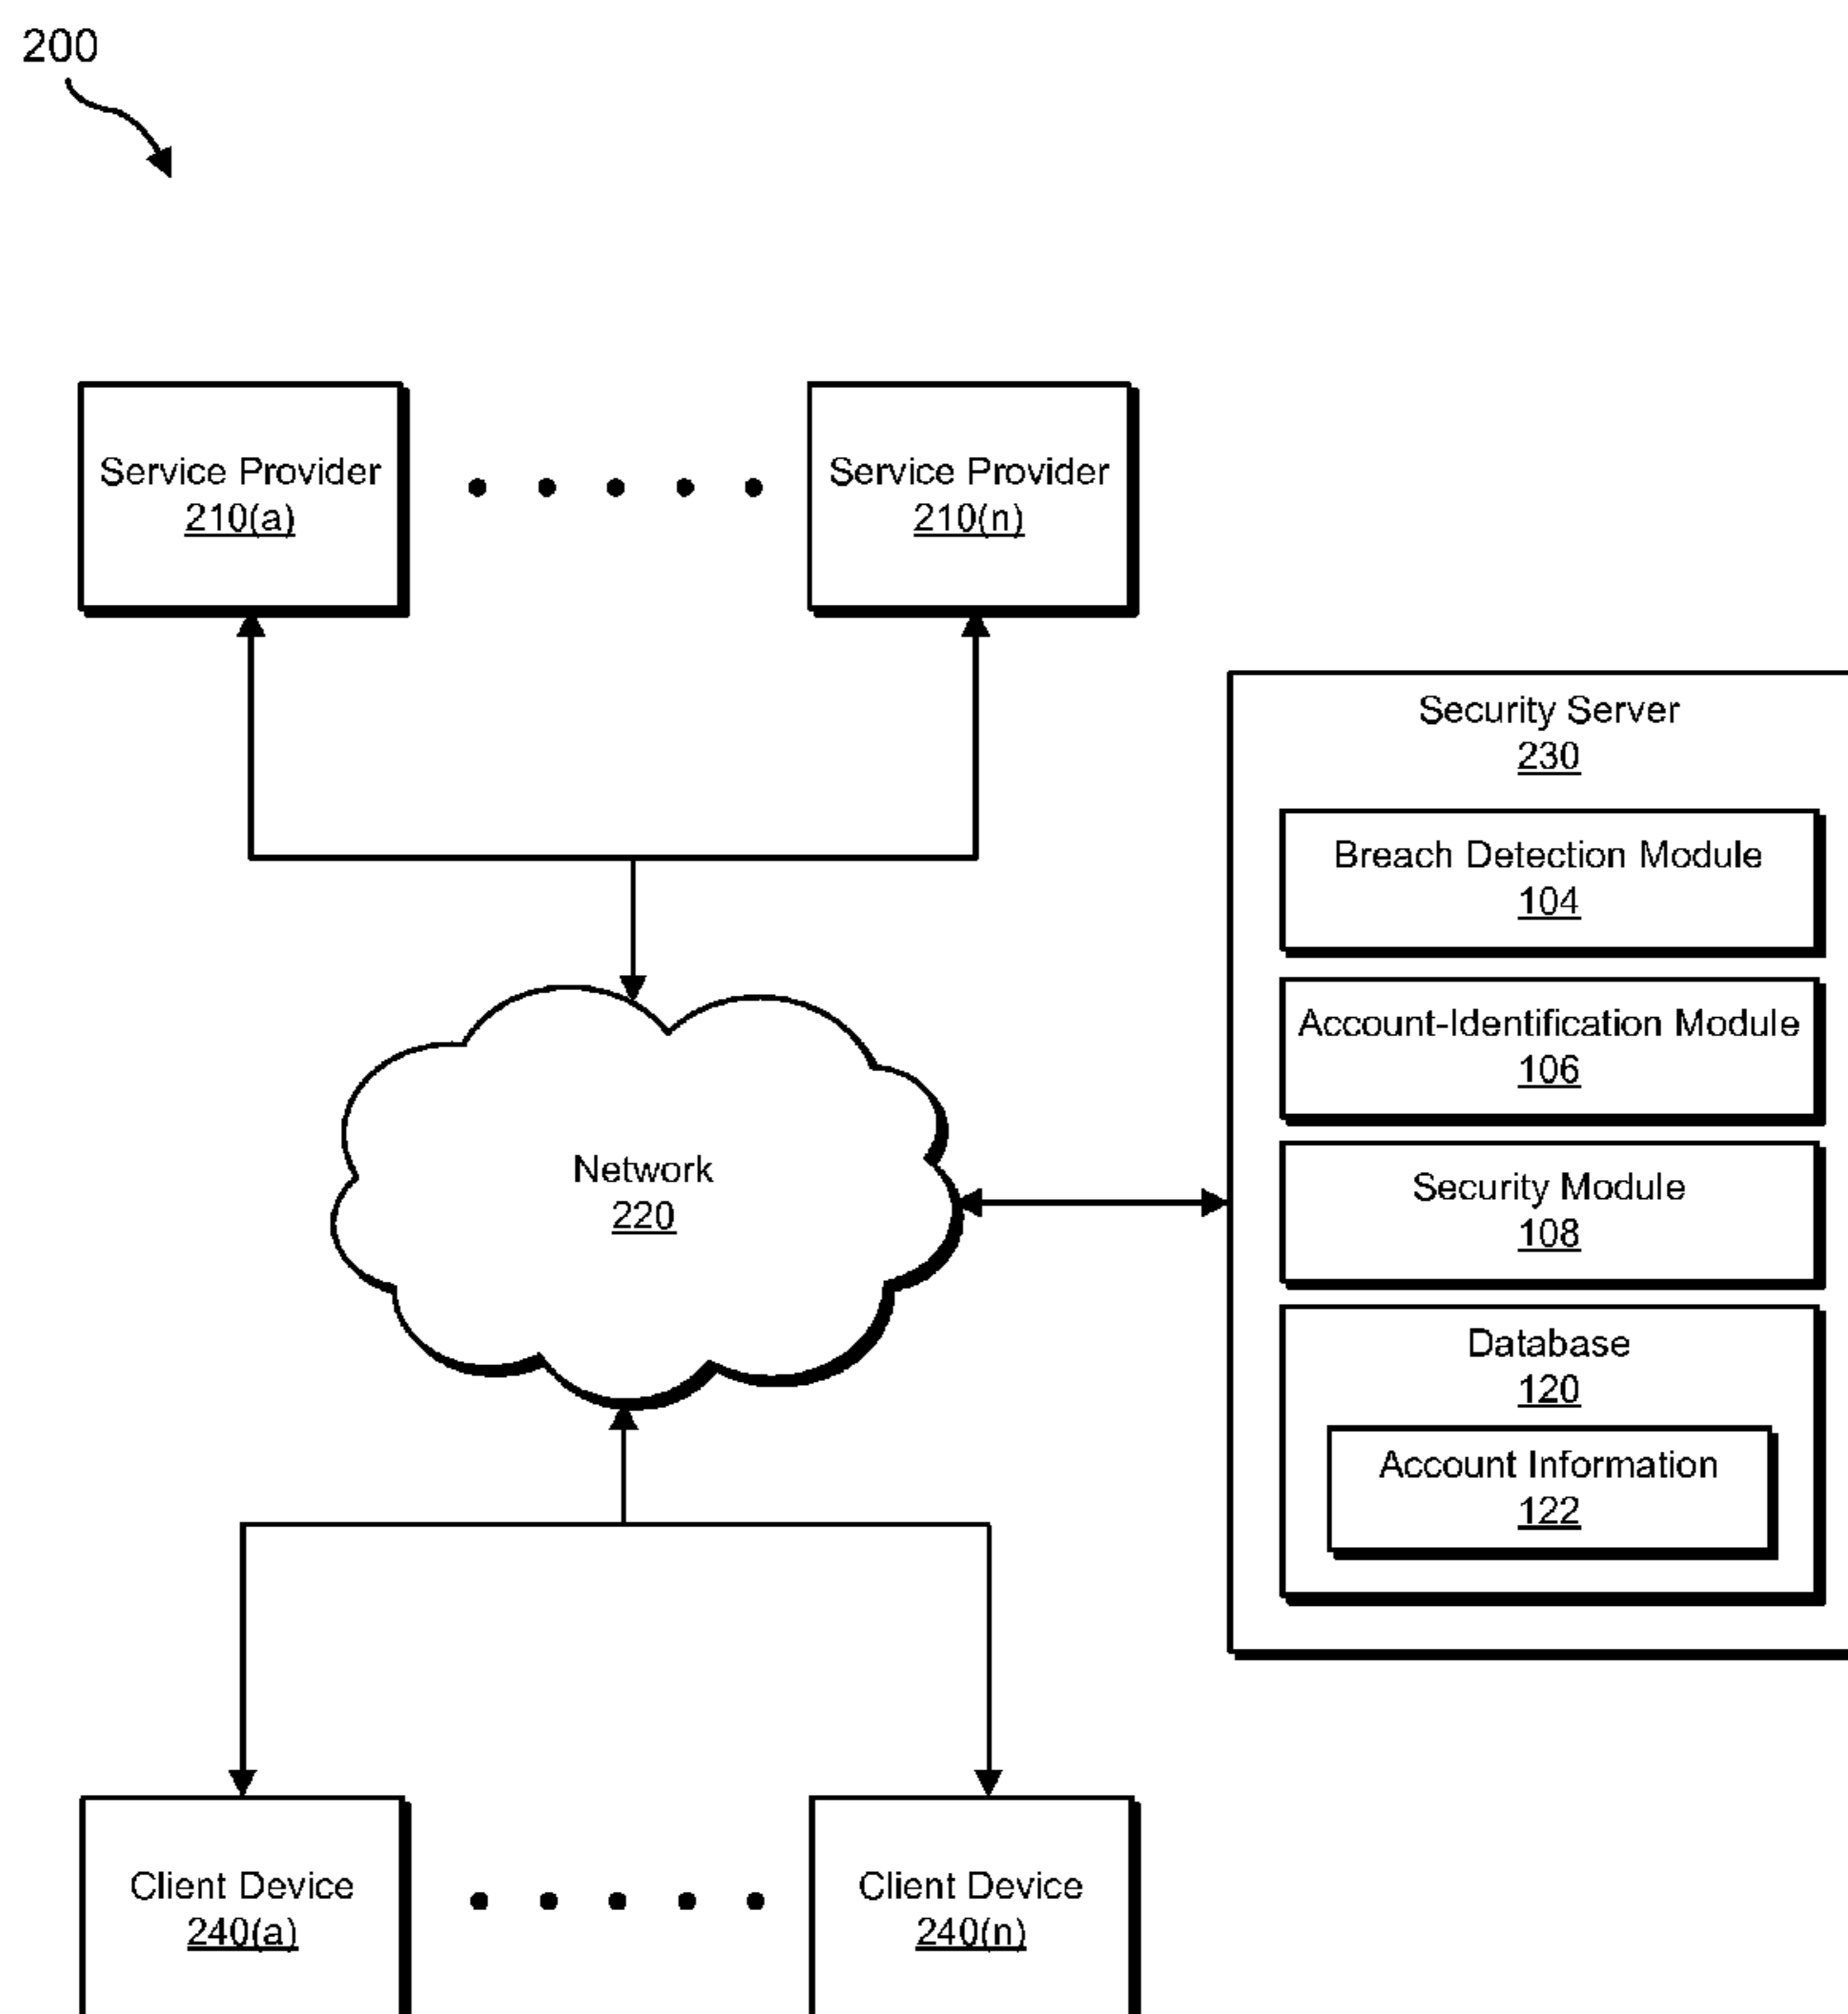 200
Service Provider
210(a)
Service Provider
210(n)
Security Server
230
Breach Detection Module
104
Account-Identification Module
106
Security Module
108
Database
120
Account Information
122
Network
220
Client Device
240(a)
Client Device
240(n)